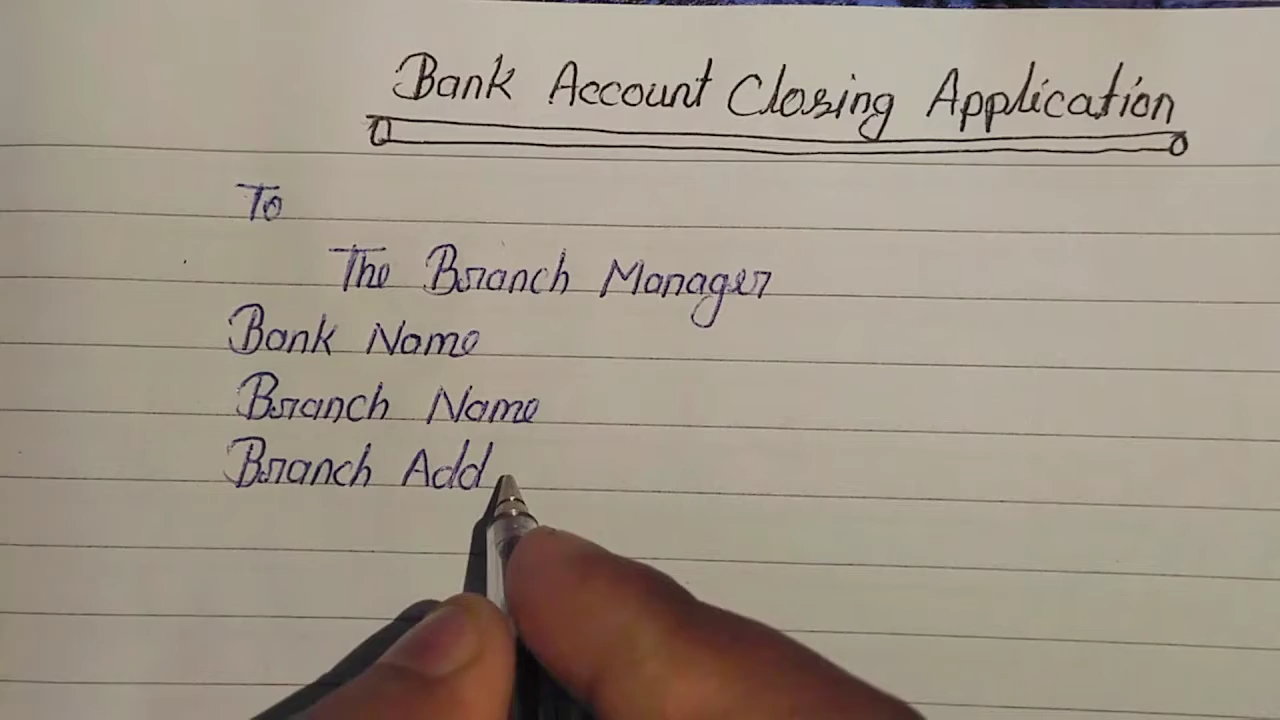 Bank Account Closing Application
To
The Branch Manager
Bank Name
Branch Name
Branch Add